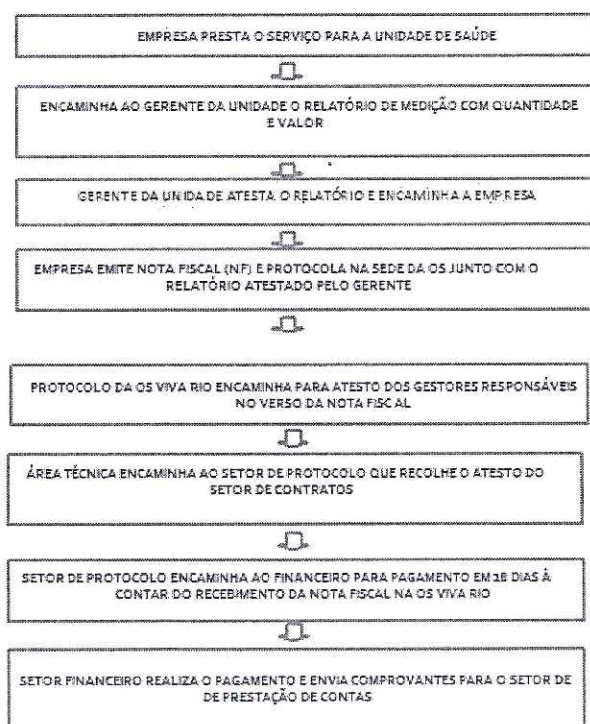 EMPRESA PRESTA O SERVIÇO PARA A UNIDADE DE SAÚDE
ENCAMINHA AO GERENTE DA UNIDADE O RELATÓRIO DE MEDIÇÃO COM QUANTIDADE
E VALOR
GERENTE DA UNIDADE ATESTA O RELATÓRIO E ENCAMINHA A EMPRESA
EMPRESA EMITE NOTA FISCAL (NF) E PROTOCOLA NA SEDE DA OS JUNTO COM O
RELATÓRIO ATESTADO PELO GERENTE
PROTOCOLO DA OS VIVA RIO ENCAMINHA PARA ATESTO DOS GESTORES RESPONSÁVEIS
NO VERSO DA NOTA FISCAL
ÁREA TÉCNICA ENCAMINHA AO SETOR DE PROTOCOLO QUE RECOLHE O ATESTO DO
SETOR DE CONTRATOS
SETOR DE PROTOCOLO ENCAMINHA AO FINANCEIRO PARA PAGAMENTO EM 18 DIAS À
CONTAR DO RECEBIMENTO DA NOTA FISCAL NA OS VIVA RIO
SETOR FINANCEIRO REALIZA O PAGAMENTO E ENVIA COMPROVANTES PARA O SETOR DE
DE PRESTAÇÃO DE CONTAS